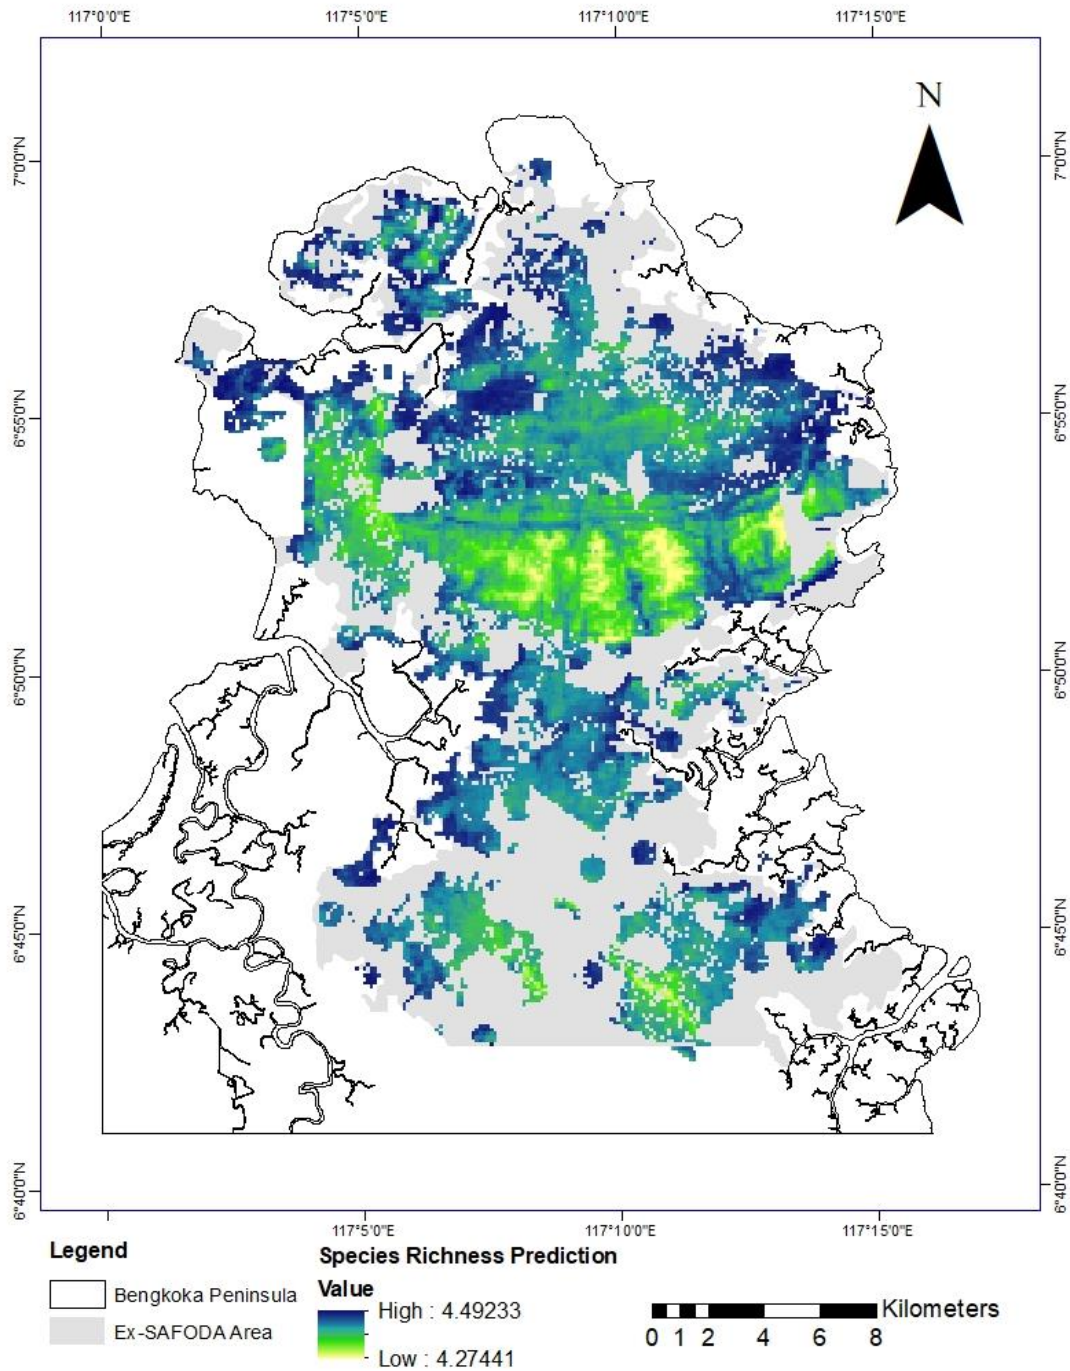 117°0'0"E 117°5'0"E 117°10'0"E 117°15'0"E
N
7°0'0"N 7°0'0"N
6°55'0"N 6°55'0"N
6°50'0"N 6°50'0"N
6°45'0"N 6°45'0"N
6°40'0"N 6°40'0"N
117°5'0"E 117°10'0"E 117°15'0"E
Legend
Bengkoka Peninsula
Ex-SAFODA Area
Species Richness Prediction
Value
High : 4.49233
Low : 4.27441
Kilometers
0 1 2 4 6 8